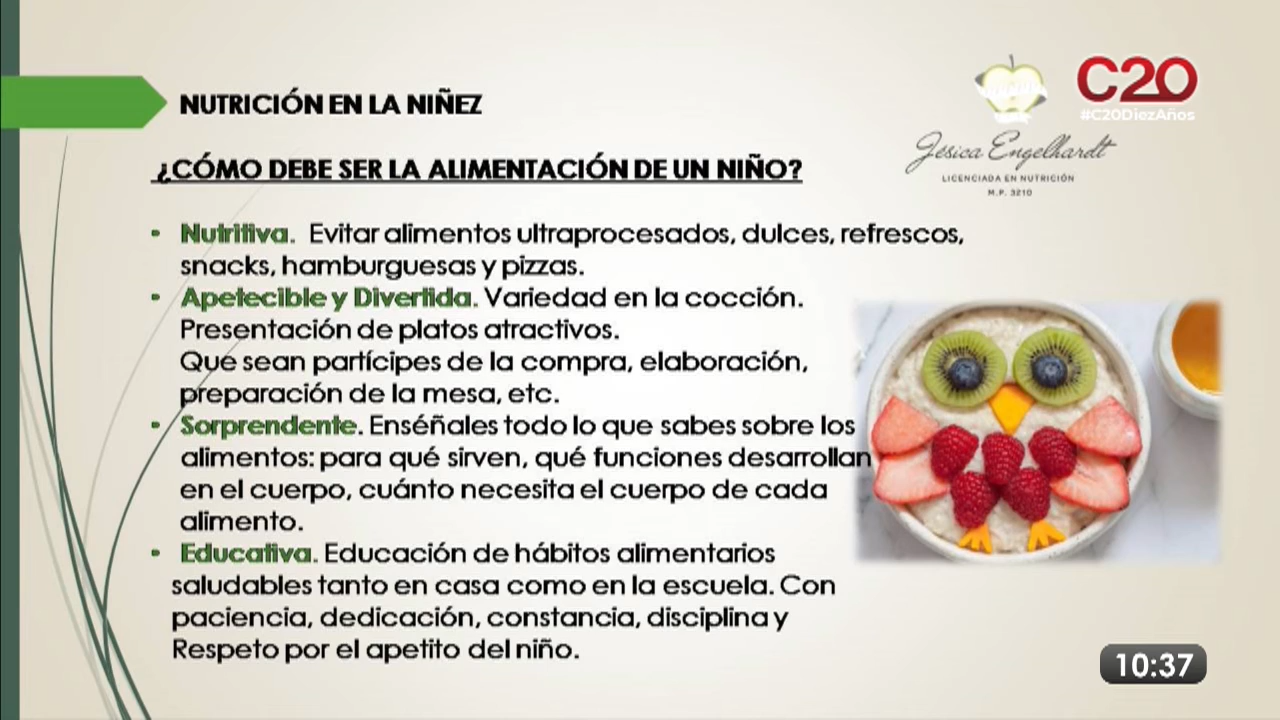 NUTRICIÓN EN LA NIÑEZ
C20
#C20DiezAños
Jesica Engelhardt
LICENCIADA EN NUTRICIÓN
M.P. 3210
¿CÓMO DEBE SER LA ALIMENTACIÓN DE UN NIÑO?
• Nutritiva. Evitar alimentos ultraprocesados, dulces, refrescos,
snacks, hamburguesas y pizzas.
• Apetecible y Divertida. Variedad en la cocción.
Presentación de platos atractivos.
Que sean partícipes de la compra, elaboración,
preparación de la mesa, etc.
• Sorprendente. Enséñales todo lo que sabes sobre los
alimentos: para qué sirven, qué funciones desarrollan
en el cuerpo, cuánto necesita el cuerpo de cada
alimento.
• Educativa. Educación de hábitos alimentarios
saludables tanto en casa como en la escuela. Con
paciencia, dedicación, constancia, disciplina y
Respeto por el apetito del niño.
10:37